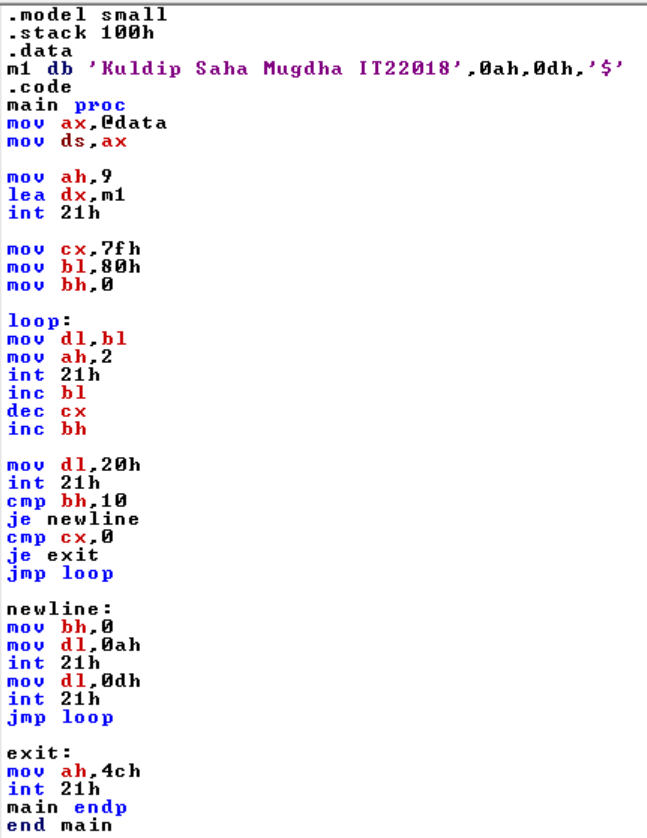 .model small
.stack 100h
.data
m1 db 'Kuldip Saha Mugdha IT22018',0ah,0dh,'$'
.code
main proc
mov ax,@data
mov ds,ax
mov ah,9
lea dx,m1
int 21h
mov cx,7fh
mov bl,80h
mov bh,0
loop:
mov dl,bl
mov ah,2
int 21h
inc bl
dec cx
inc bh
mov dl,20h
int 21h
cmp bh,10
je newline
cmp cx,0
je exit
jmp loop
newline:
mov bh,0
mov dl,0ah
int 21h
mov dl,0dh
int 21h
jmp loop
exit:
mov ah,4ch
int 21h
main endp
end main